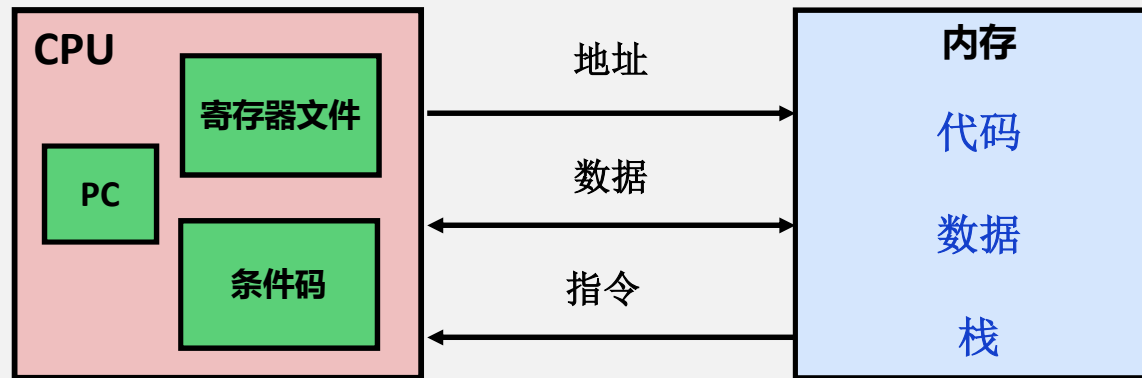 CPU
寄存器文件
PC
条件码
地址
数据
指令
内存
代码
数据
栈